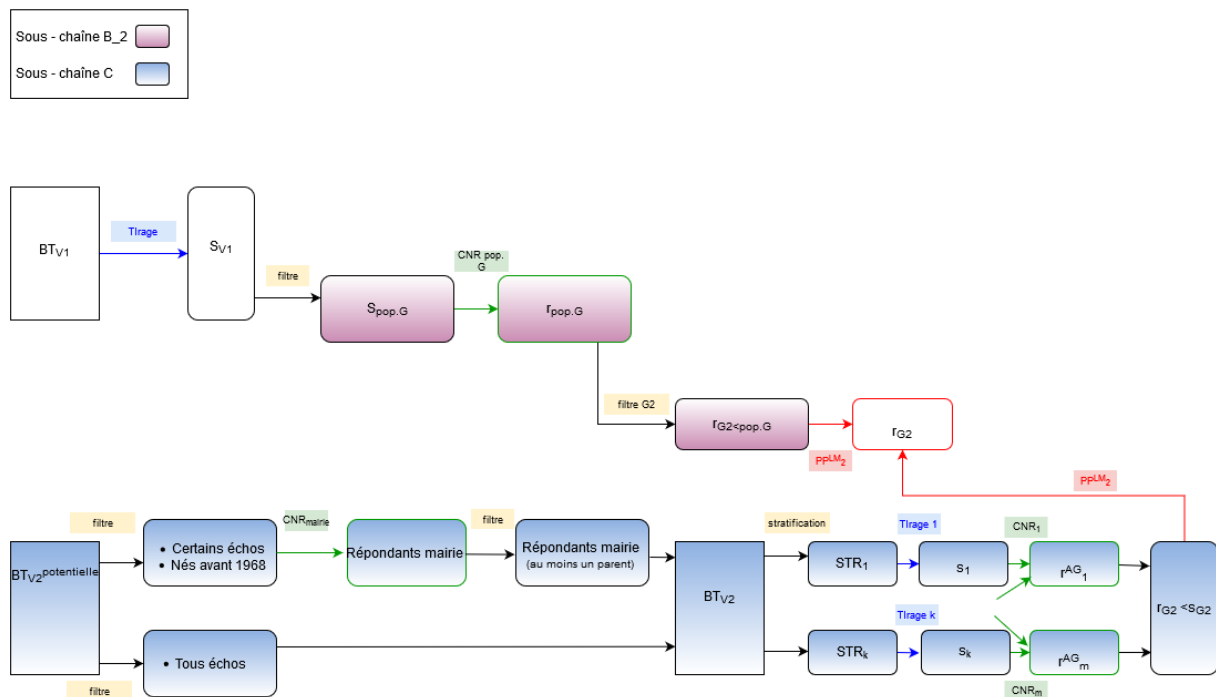 Sous - chaîne B_2
Sous - chaîne C
BT_V1
TIrage
S_V1
filtre
S_pop.G
CNR pop.
G
r_pop.G
filtre G2
r_G2<pop.G
PP^LM_2
r_G2
PP^LM_2
filtre
BT_V2^potentielle
filtre
• Certains échos
• Nés avant 1968
CNR_mairie
Répondants mairie
filtre
Répondants mairie
(au moins un parent)
• Tous échos
BT_V2
stratification
STR_1
TIrage 1
s_1
CNR_1
r^AG_1
STR_k
TIrage k
s_k
r^AG_m
CNR_m
r_G2 <s_G2